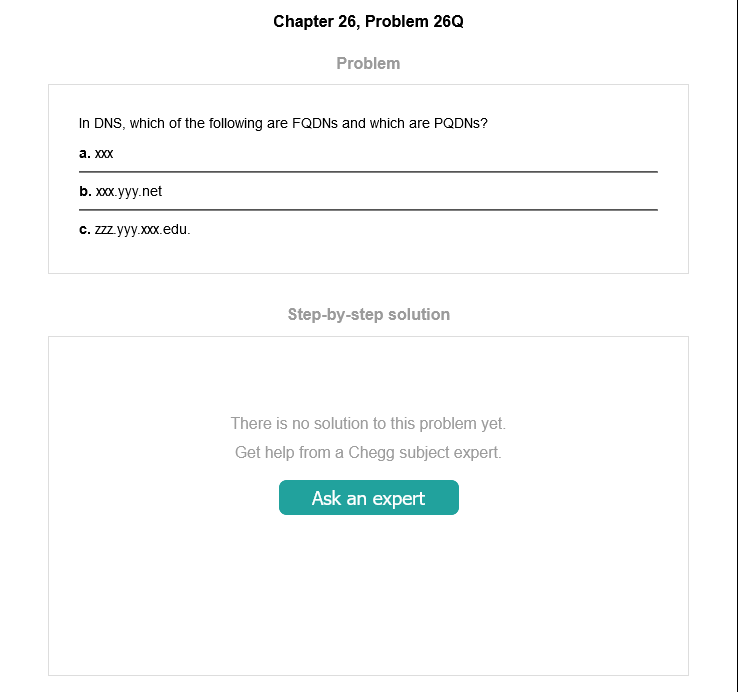 Chapter 26, Problem 26Q
Problem
In DNS, which of the following are FQDNs and which are PQDNs?
a. xxx
b. xxx.yyy.net
c. zzz.yyy.xxx.edu.
Step-by-step solution
There is no solution to this problem yet.
Get help from a Chegg subject expert.
Ask an expert